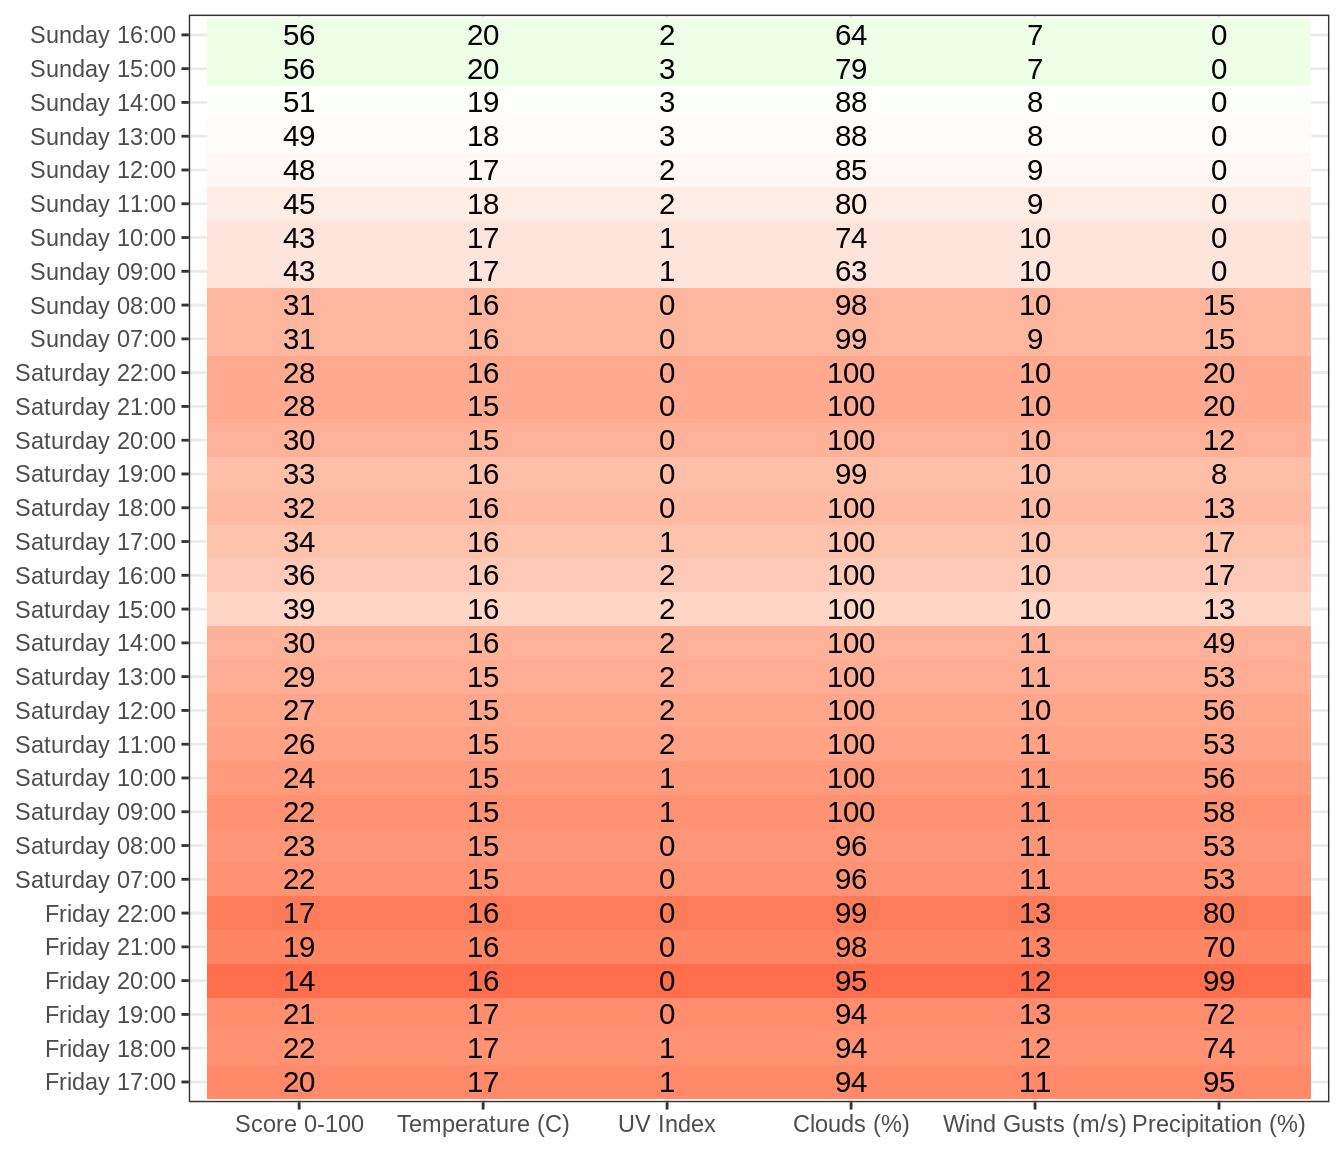 Sunday 16:00 56 20 2 64 7 0
Sunday 15:00 56 20 3 79 7 0
Sunday 14:00 51 19 3 88 8 0
Sunday 13:00 49 18 3 88 8 0
Sunday 12:00 48 17 2 85 9 0
Sunday 11:00 45 18 2 80 9 0
Sunday 10:00 43 17 1 74 10 0
Sunday 09:00 43 17 1 63 10 0
Sunday 08:00 31 16 0 98 10 15
Sunday 07:00 31 16 0 99 9 15
Saturday 22:00 28 16 0 100 10 20
Saturday 21:00 28 15 0 100 10 20
Saturday 20:00 30 15 0 100 10 12
Saturday 19:00 33 16 0 99 10 8
Saturday 18:00 32 16 0 100 10 13
Saturday 17:00 34 16 1 100 10 17
Saturday 16:00 36 16 2 100 10 17
Saturday 15:00 39 16 2 100 10 13
Saturday 14:00 30 16 2 100 11 49
Saturday 13:00 29 15 2 100 11 53
Saturday 12:00 27 15 2 100 10 56
Saturday 11:00 26 15 2 100 11 53
Saturday 10:00 24 15 1 100 11 56
Saturday 09:00 22 15 1 100 11 58
Saturday 08:00 23 15 0 96 11 53
Saturday 07:00 22 15 0 96 11 53
Friday 22:00 17 16 0 99 13 80
Friday 21:00 19 16 0 98 13 70
Friday 20:00 14 16 0 95 12 99
Friday 19:00 21 17 0 94 13 72
Friday 18:00 22 17 1 94 12 74
Friday 17:00 20 17 1 94 11 95
Score 0-100 Temperature (C) UV Index Clouds (%) Wind Gusts (m/s) Precipitation (%)